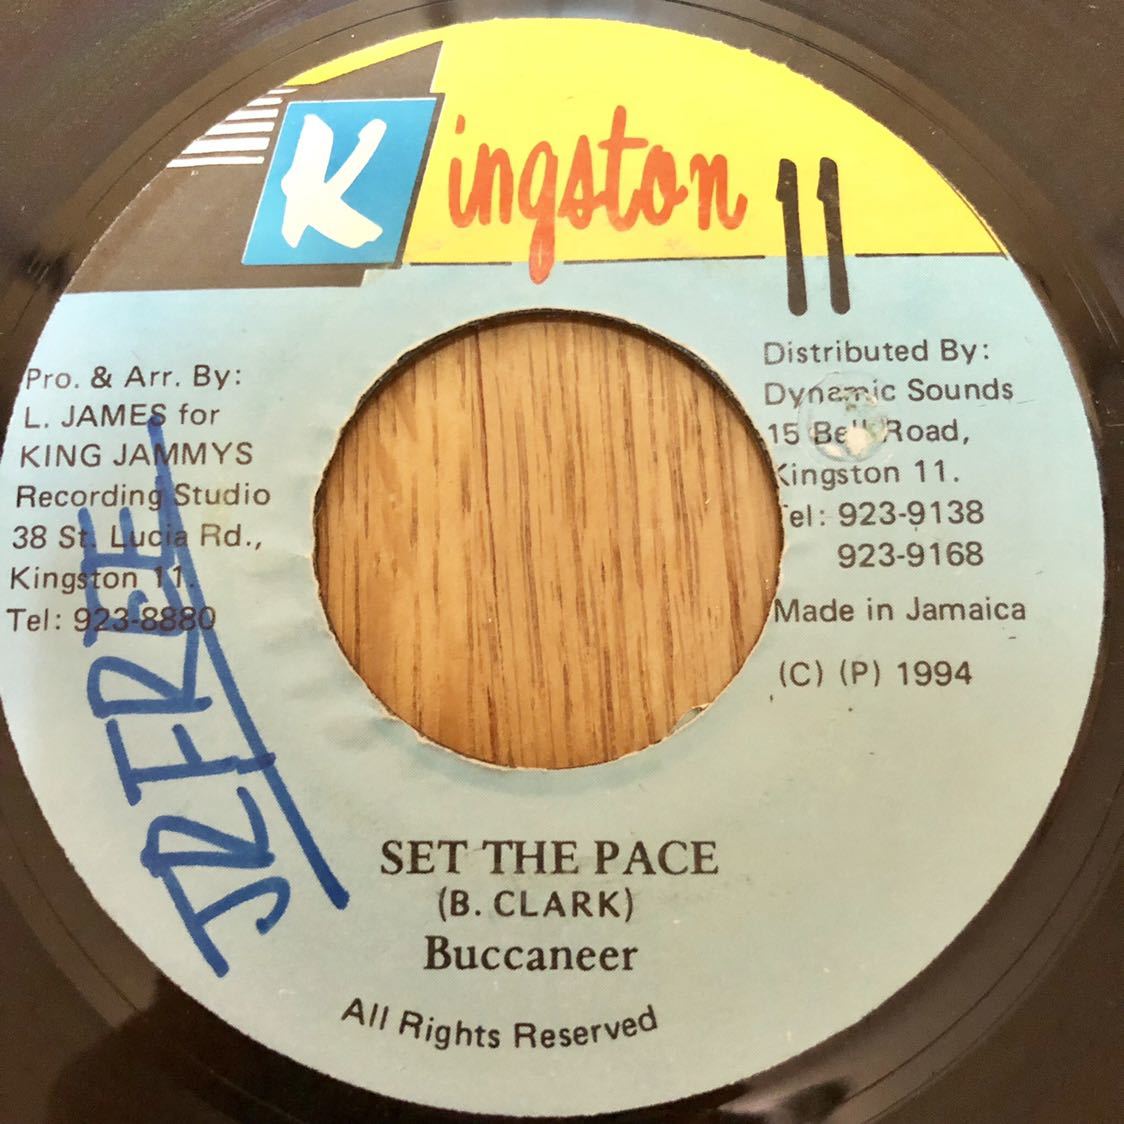 Kingston 11
Pro. & Arr. By:
L. JAMES for
KING JAMMYS
Recording Studio
38 St. Lucia Rd.,
Kingston 11.
Tel: 923-8880
Distributed By:
Dynamic Sounds
15 Bell Road,
Kingston 11.
Tel: 923-9138
923-9168
Made in Jamaica
(C) (P) 1994
SET THE PACE
(B. CLARK)
Buccaneer
All Rights Reserved